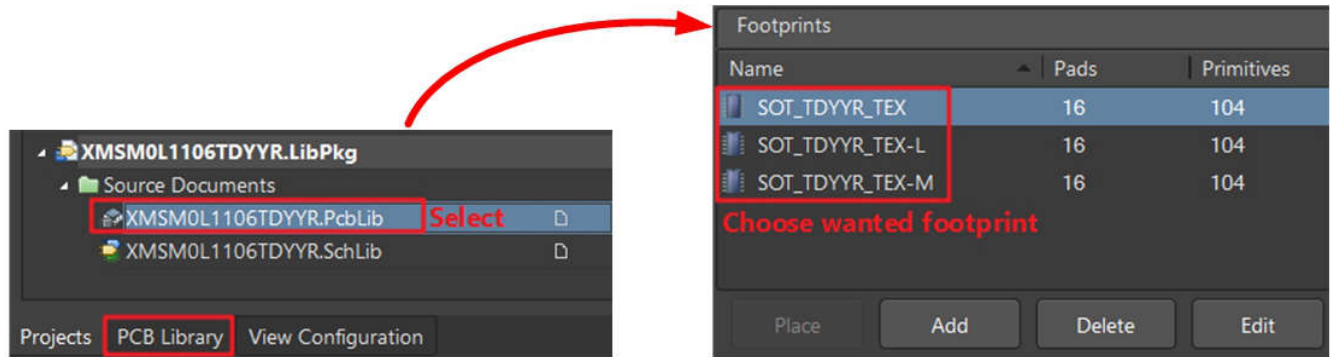 XMSM0L1106TDYYR.LibPkg
Source Documents
XMSM0L1106TDYYR.PcbLib Select
XMSM0L1106TDYYR.SchLib
Projects PCB Library View Configuration
Footprints
Name Pads Primitives
SOT_TDYYR_TEX 16 104
SOT_TDYYR_TEX-L 16 104
SOT_TDYYR_TEX-M 16 104
Choose wanted footprint
Place Add Delete Edit